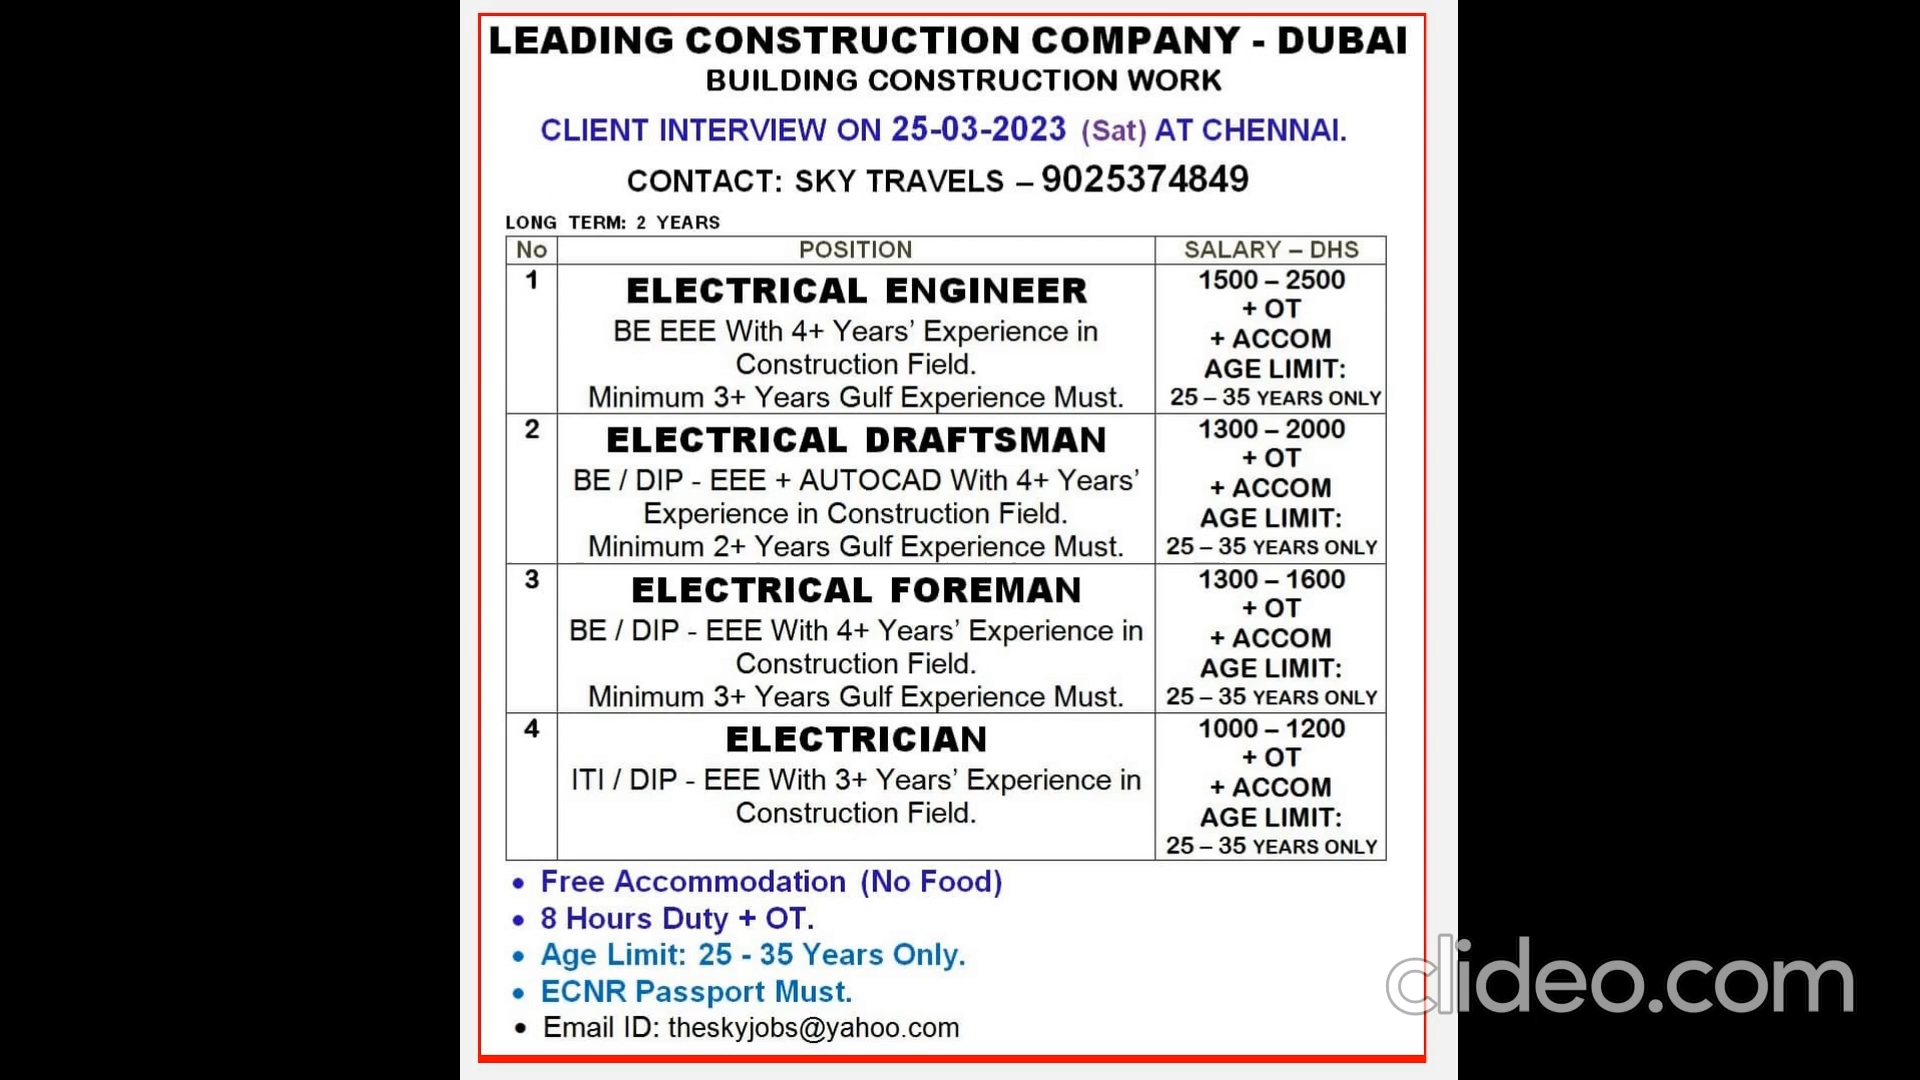 LEADING CONSTRUCTION COMPANY - DUBAI
BUILDING CONSTRUCTION WORK
CLIENT INTERVIEW ON 25-03-2023 (Sat) AT CHENNAI.
CONTACT: SKY TRAVELS – 9025374849
LONG TERM: 2 YEARS
No POSITION SALARY – DHS
1
ELECTRICAL ENGINEER
BE EEE With 4+ Years’ Experience in
Construction Field.
Minimum 3+ Years Gulf Experience Must.
1500 – 2500
+ OT
+ ACCOM
AGE LIMIT:
25 – 35 YEARS ONLY
2
ELECTRICAL DRAFTSMAN
BE / DIP - EEE + AUTOCAD With 4+ Years’
Experience in Construction Field.
Minimum 2+ Years Gulf Experience Must.
1300 – 2000
+ OT
+ ACCOM
AGE LIMIT:
25 – 35 YEARS ONLY
3
ELECTRICAL FOREMAN
BE / DIP - EEE With 4+ Years’ Experience in
Construction Field.
Minimum 3+ Years Gulf Experience Must.
1300 – 1600
+ OT
+ ACCOM
AGE LIMIT:
25 – 35 YEARS ONLY
4
ELECTRICIAN
ITI / DIP - EEE With 3+ Years’ Experience in
Construction Field.
1000 – 1200
+ OT
+ ACCOM
AGE LIMIT:
25 – 35 YEARS ONLY
• Free Accommodation (No Food)
• 8 Hours Duty + OT.
• Age Limit: 25 - 35 Years Only.
• ECNR Passport Must.
• Email ID: theskyjobs@yahoo.com
clideo.com